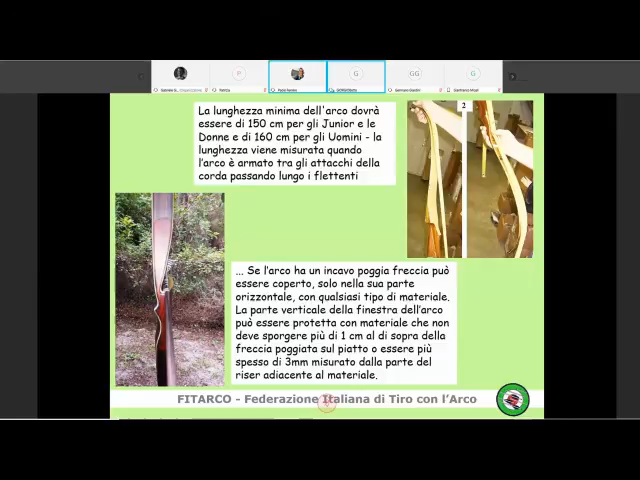 P
G
GG
G
Patrizia
La lunghezza minima dell'arco dovrà
essere di 150 cm per gli Junior e le
Donne e di 160 cm per gli Uomini - la
lunghezza viene misurata quando
l'arco è armato tra gli attacchi della
corda passando lungo i flettenti
2
... Se l'arco ha un incavo poggia freccia può
essere coperto, solo nella sua parte
orizzontale, con qualsiasi tipo di materiale.
La parte verticale della finestra dell'arco
può essere protetta con materiale che non
deve sporgere più di 1 cm al di sopra della
freccia poggiata sul piatto o essere più
spesso di 3mm misurato dalla parte del
riser adiacente al materiale.
FITARCO - Federazione Italiana di Tiro con l'Arco